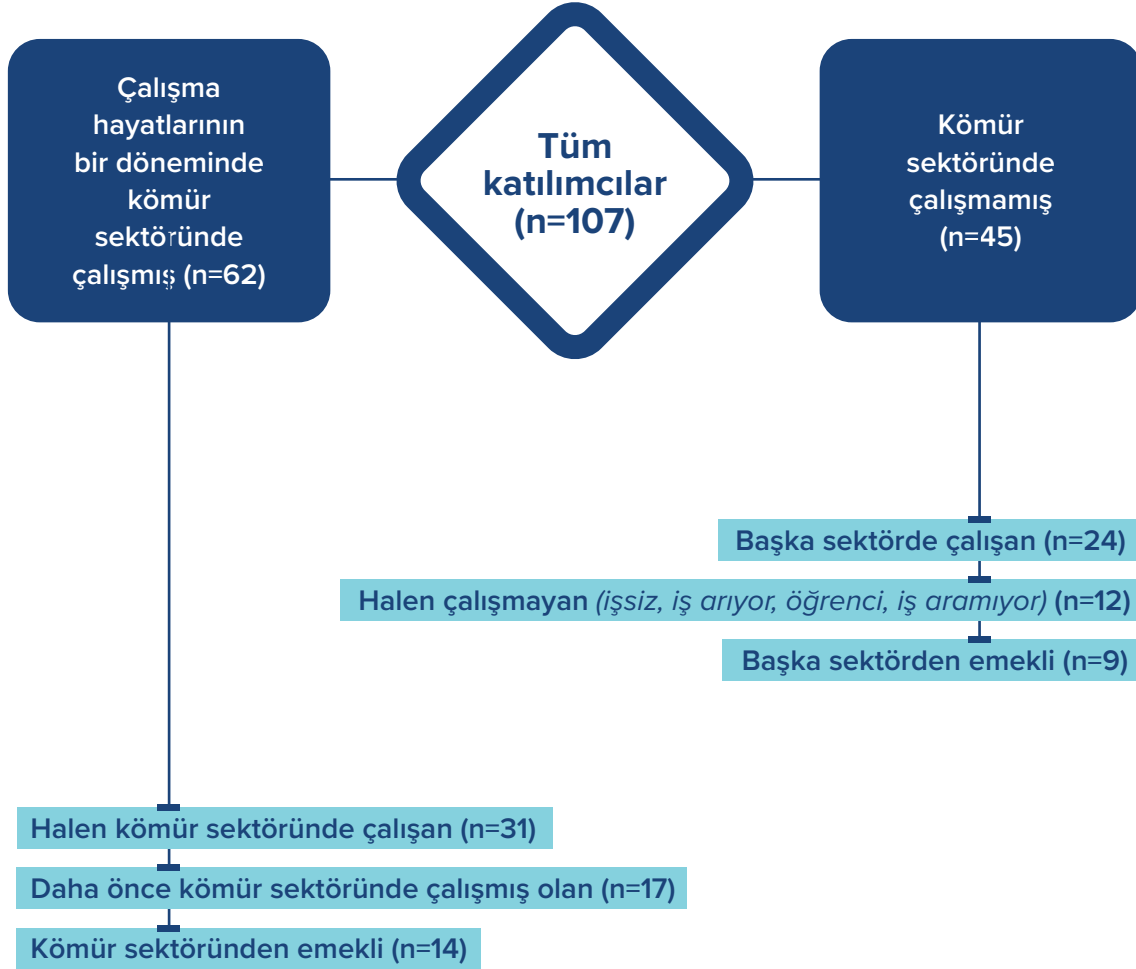 Çalışma
hayatlarının
bir döneminde
kömür
sektöründe
çalışmış (n=62)
Tüm
katılımcılar
(n=107)
Kömür
sektöründe
çalışmamış
(n=45)
Başka sektörde çalışan (n=24)
Halen çalışmayan (işsiz, iş arıyor, öğrenci, iş aramıyor) (n=12)
Başka sektörden emekli (n=9)
Halen kömür sektöründe çalışan (n=31)
Daha önce kömür sektöründe çalışmış olan (n=17)
Kömür sektöründen emekli (n=14)